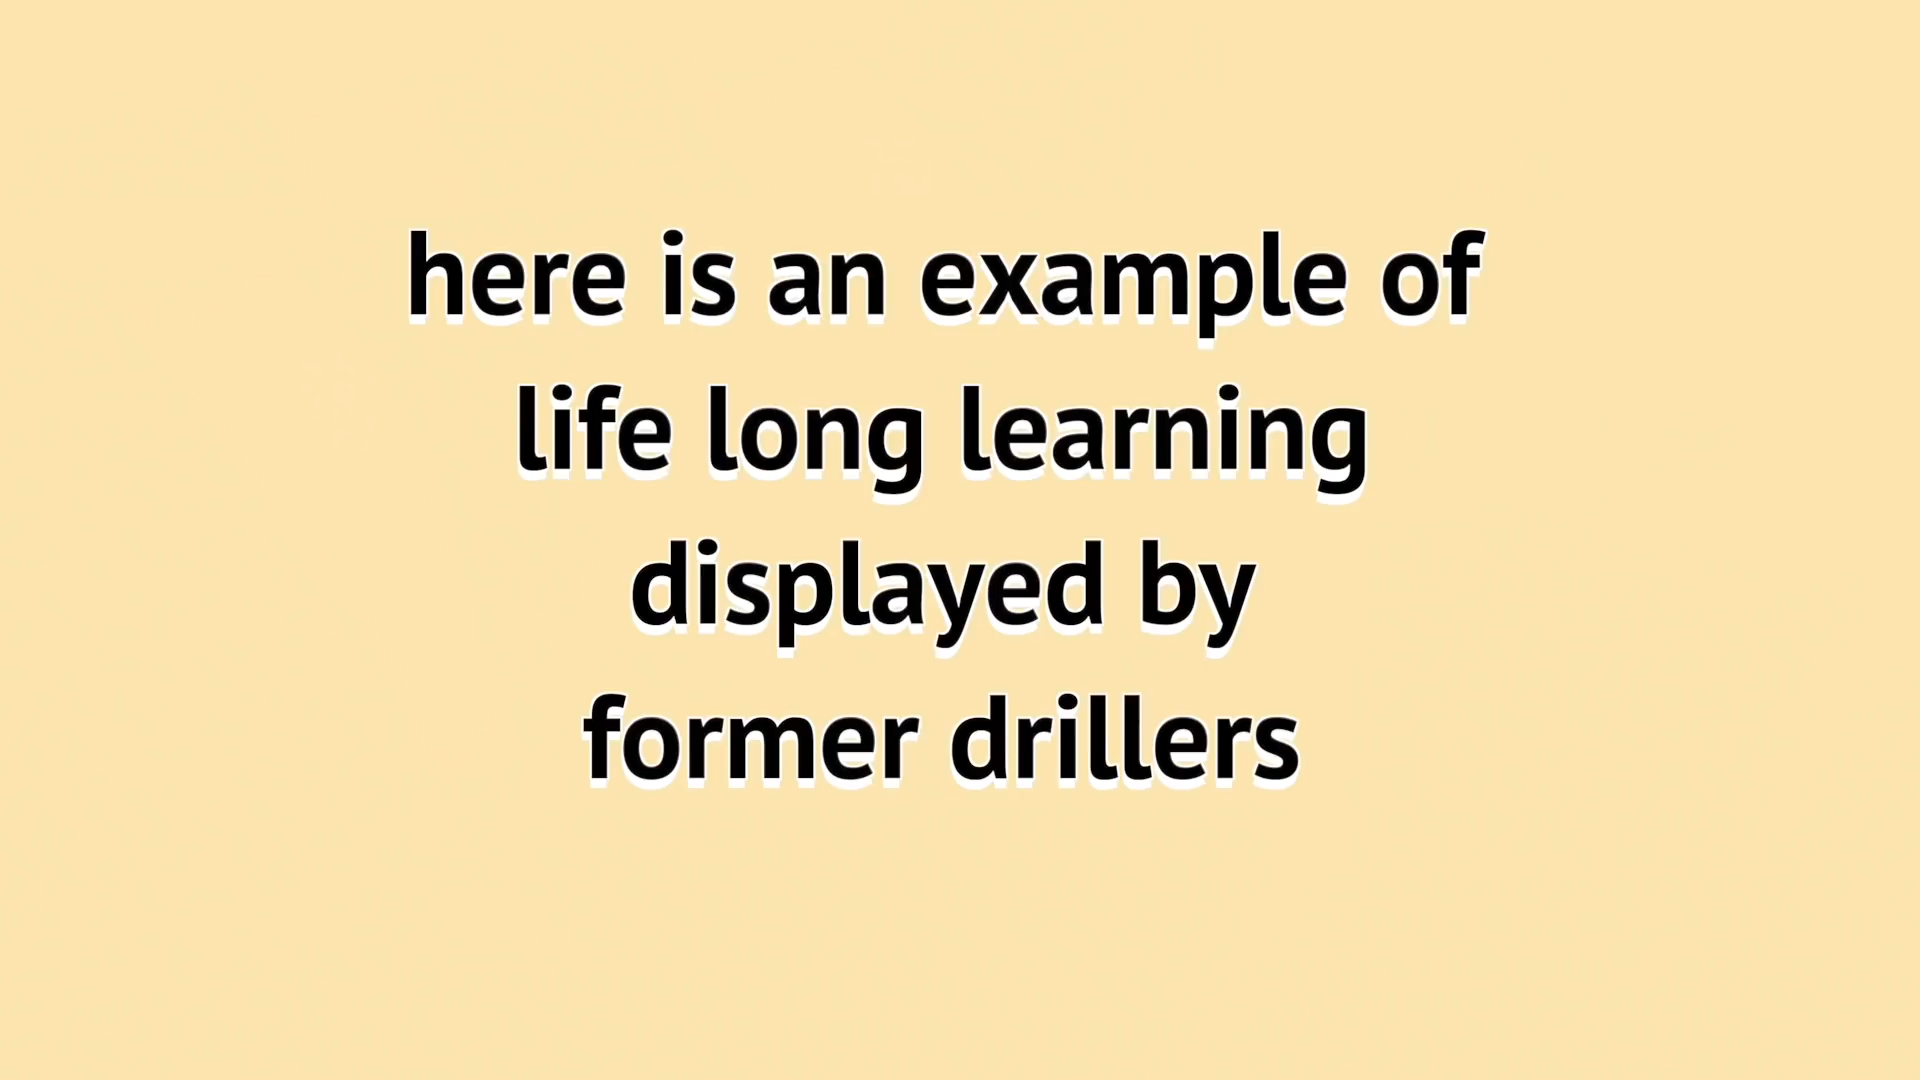 here is an example of
life long learning
displayed by
former drillers